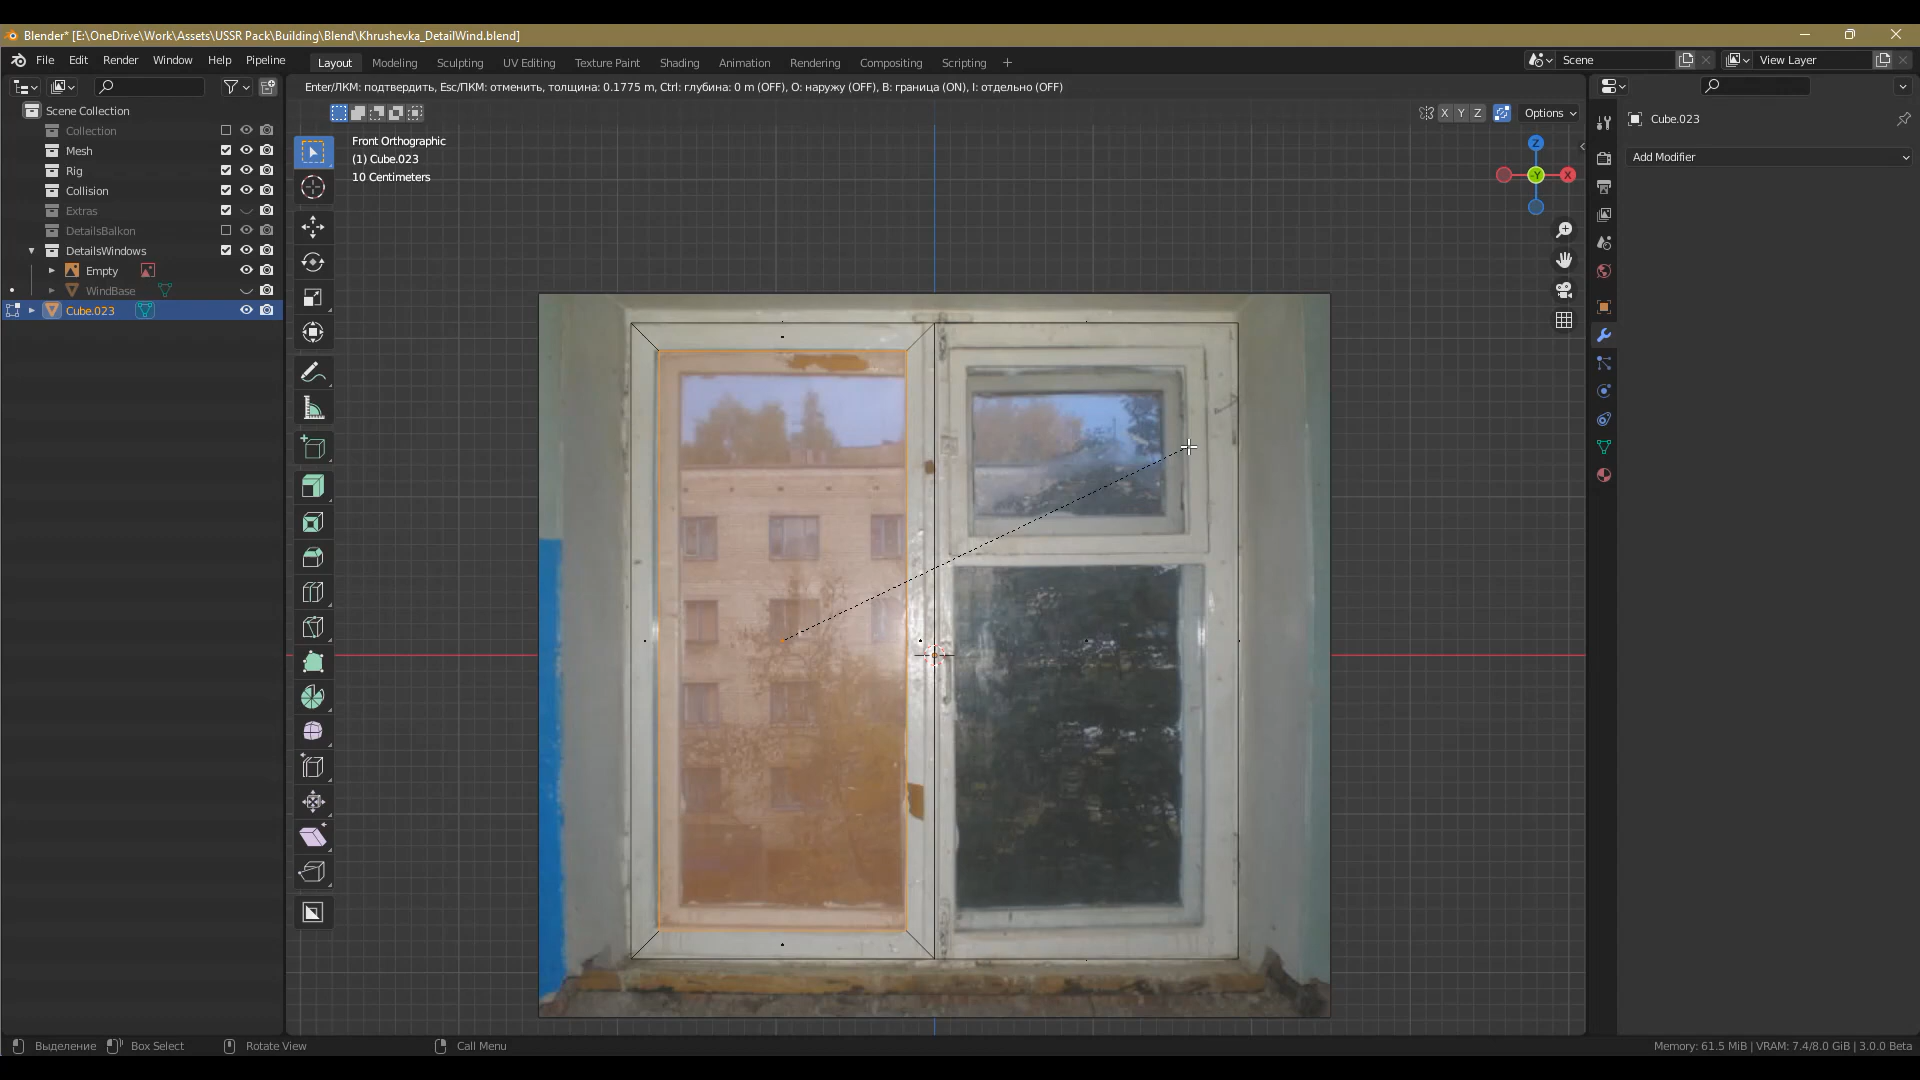 Blender* [E:\OneDrive\Work\Assets\USSR Pack\Building\Blend\Khrushevka_DetailWind.blend]
File Edit Render Window Help Pipeline
Layout Modeling Sculpting UV Editing Texture Paint Shading Animation Rendering Compositing Scripting +
Scene
View Layer
Enter/ЛКМ: подтвердить, Esc/ПКМ: отменить, толщина: 0.1775 m, Ctrl: глубина: 0 m (OFF), O: наружу (OFF), B: граница (ON), I: отдельно (OFF)
X Y Z
Options
Scene Collection
Collection
Mesh
Rig
Collision
Extras
DetailsBalkon
DetailsWindows
Empty
WindBase
Cube.023
Front Orthographic
(1) Cube.023
10 Centimeters
Z
-Y
X
Cube.023
Add Modifier
Выделение
Box Select
Rotate View
Call Menu
Memory: 61.5 MiB | VRAM: 7.4/8.0 GiB | 3.0.0 Beta